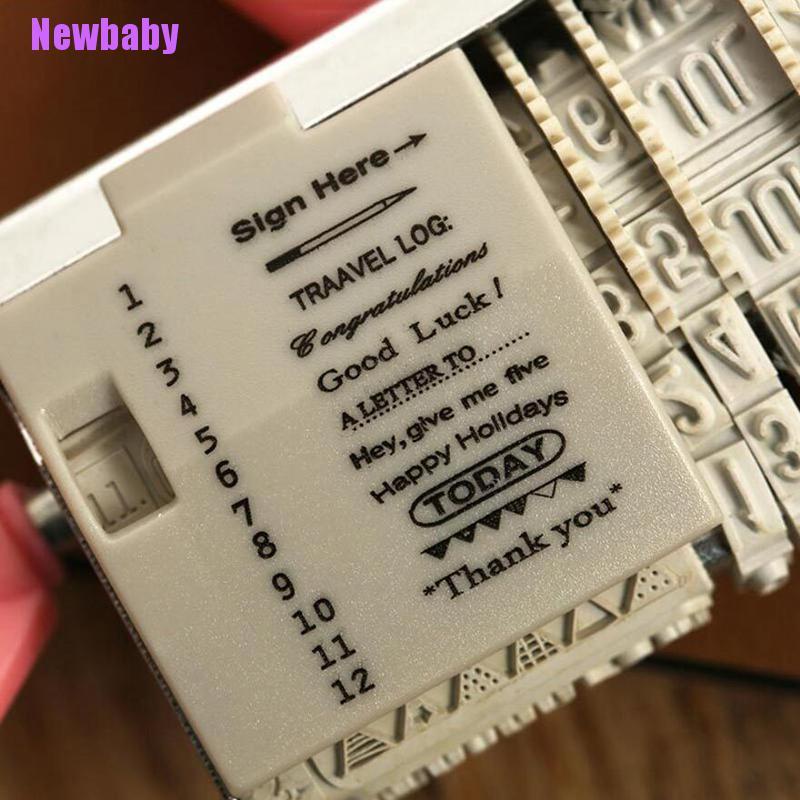 Newbaby
1
2
3
4
5
6
7
8
9
10
11
12
Sign Here
TRAAVEL LOG:
Congratulations
Good Luck!
A LETTER TO
Hey, give me five
Happy Holidays
TODAY
*Thank you*